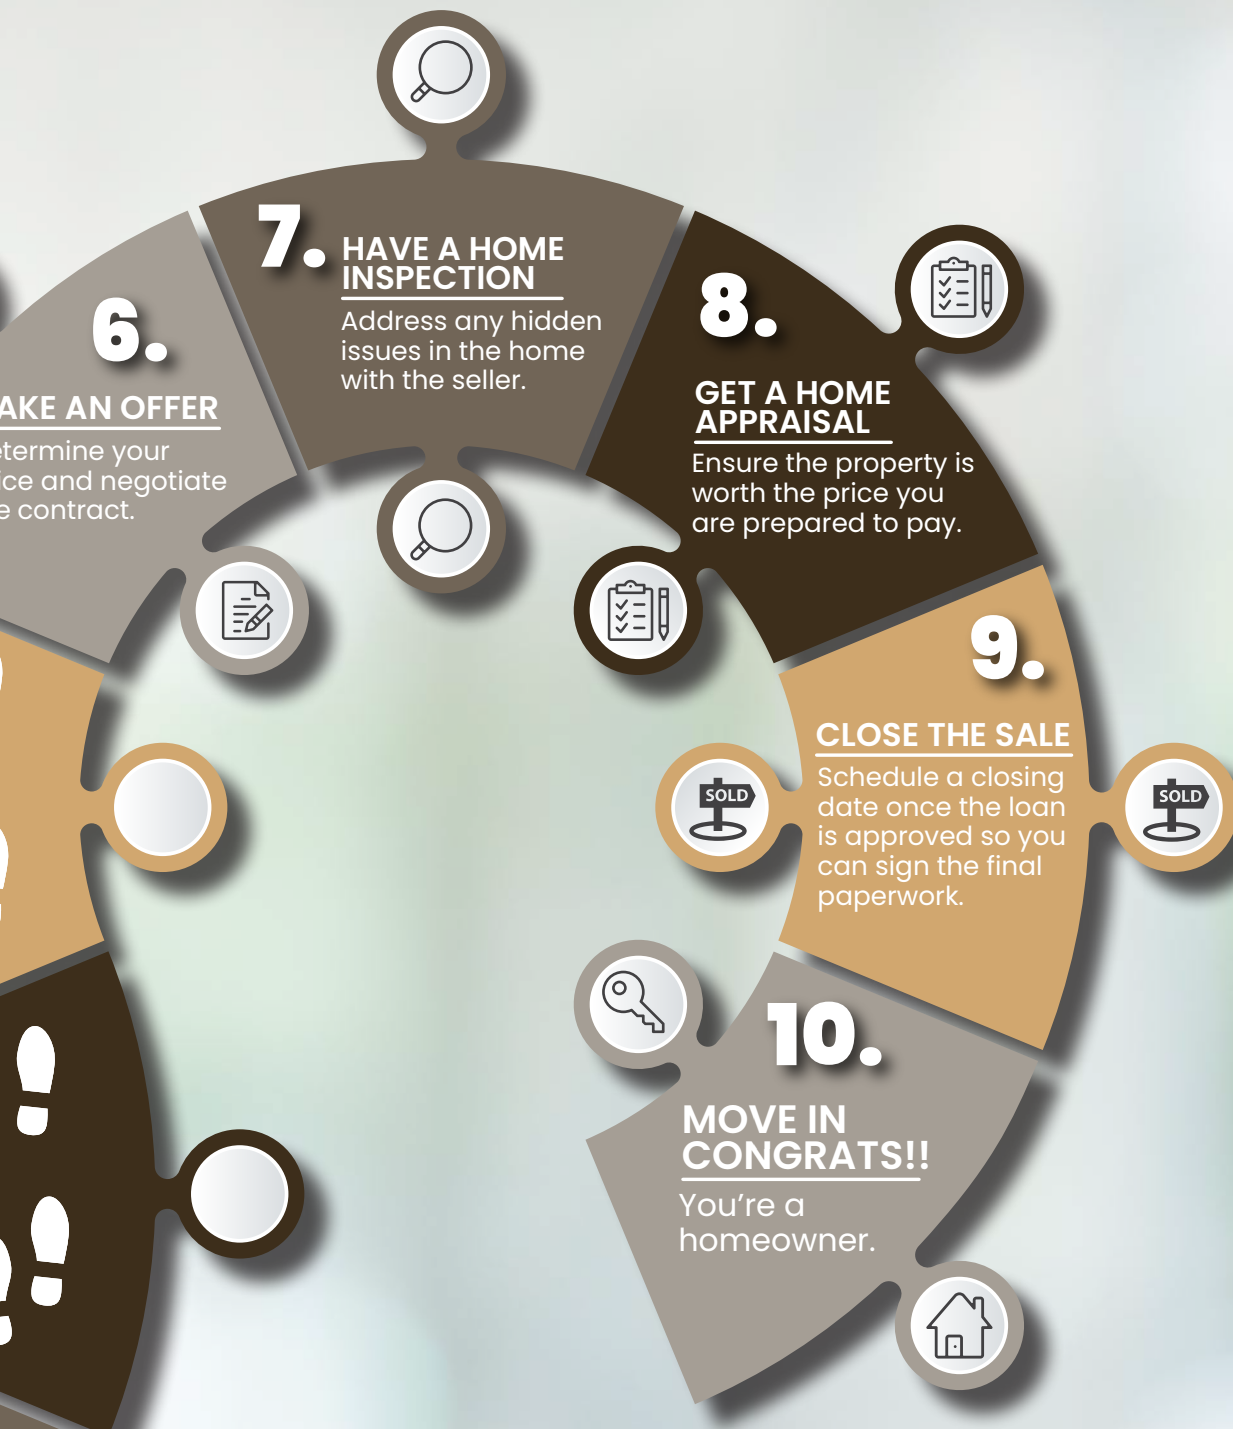 6.
AKE AN OFFER
etermine your
ice and negotiate
e contract.
7.
HAVE A HOME
INSPECTION
Address any hidden
issues in the home
with the seller.
8.
GET A HOME
APPRAISAL
Ensure the property is
worth the price you
are prepared to pay.
9.
CLOSE THE SALE
Schedule a closing
date once the loan
is approved so you
can sign the final
paperwork.
SOLD
SOLD
10.
MOVE IN
CONGRATS!!
You're a
homeowner.